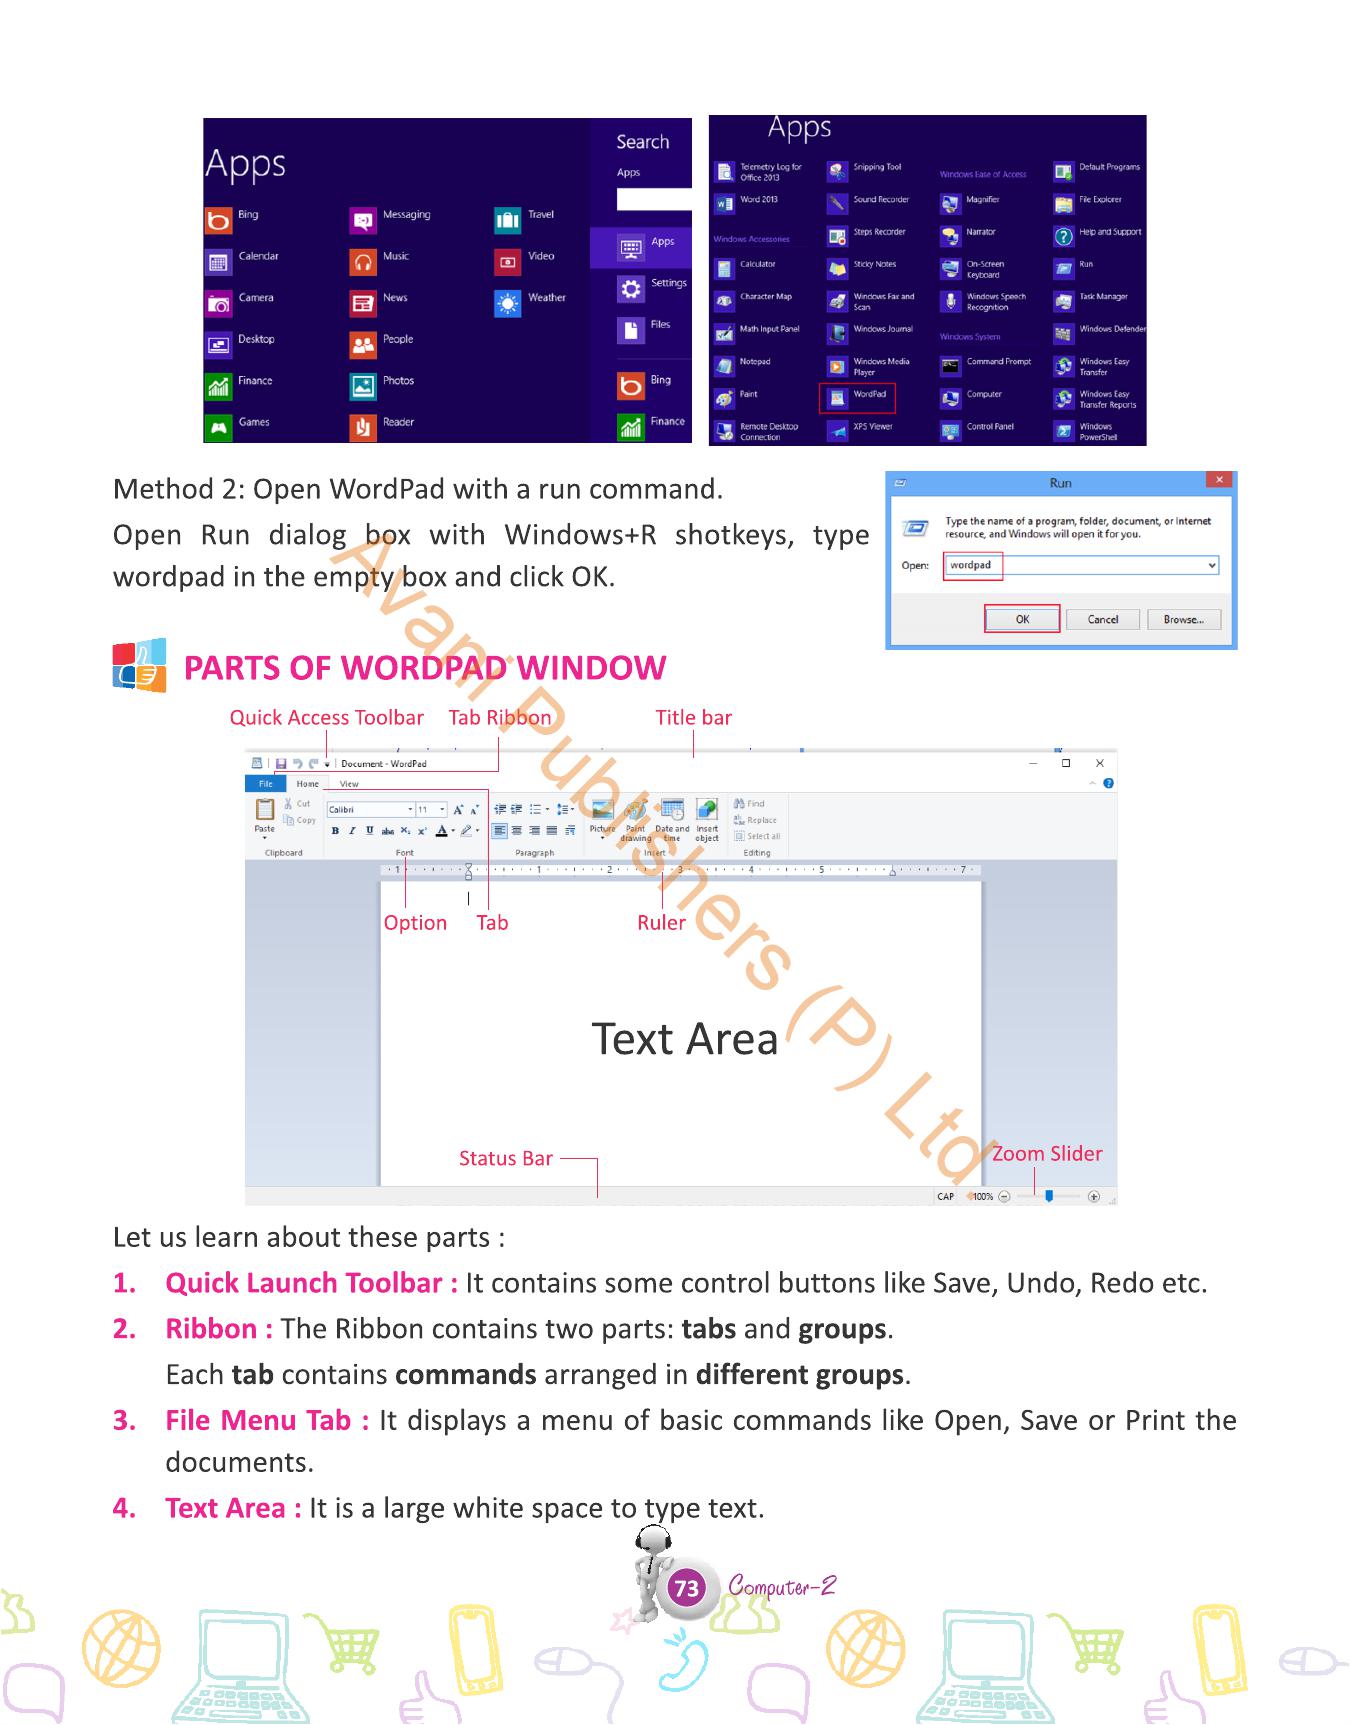 Apps
Bing
Calendar
Camera
Desktop
Finance
Games
Messaging
Music
News
People
Photos
Reader
Travel
Video
Weather
Search
Apps
Apps
Settings
Files
Bing
Finance
Apps
Telemetry Log for
Office 2013
Word 2013
Windows Accessories
Calculator
Character Map
Math Input Panel
Notepad
Paint
Remote Desktop
Connection
Snipping Tool
Sound Recorder
Steps Recorder
Sticky Notes
Windows Fax and
Scan
Windows Journal
Windows Media
Player
WordPad
XPS Viewer
Windows Ease of Access
Magnifier
Narrator
On-Screen
Keyboard
Windows Speech
Recognition
Windows System
Command Prompt
Computer
Control Panel
Default Programs
File Explorer
Help and Support
Run
Task Manager
Windows Defender
Windows Easy
Transfer
Windows Easy
Transfer Reports
Windows
PowerShell
Method 2: Open WordPad with a run command.
Open Run dialog box with Windows+R shotkeys, type
wordpad in the empty box and click OK.
Run
Type the name of a program, folder, document, or Internet
resource, and Windows will open it for you.
Open: wordpad
OK Cancel Browse...
PARTS OF WORDPAD WINDOW
Quick Access Toolbar Tab Ribbon Title bar
Document - WordPad
File Home View
Paste
Cut
Copy
Clipboard
Calibri 11
B I U abc X₂ X² A
Font
Paragraph
Picture
Paint
drawing
Date and
time
Insert
object
Insert
Find
Replace
Select all
Editing
1 1 2 3 4 5 7
Option Tab Ruler
Text Area
Status Bar
Zoom Slider
CAP 100%
Let us learn about these parts :
1. Quick Launch Toolbar : It contains some control buttons like Save, Undo, Redo etc.
2. Ribbon : The Ribbon contains two parts: tabs and groups.
Each tab contains commands arranged in different groups.
3. File Menu Tab : It displays a menu of basic commands like Open, Save or Print the
documents.
4. Text Area : It is a large white space to type text.
73 Computer-2
Avani Publishers (P) Ltd.